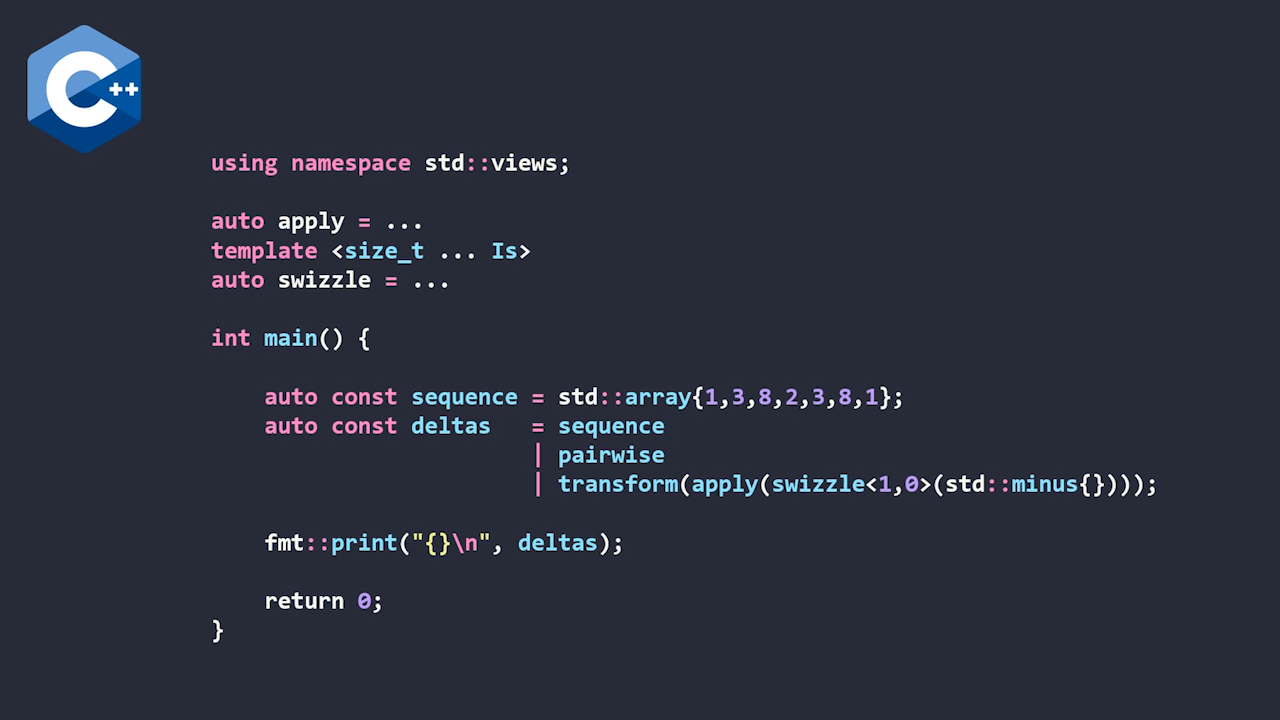 C++
using namespace std::views;
auto apply = ...
template <size_t ... Is>
auto swizzle = ...
int main() {
    auto const sequence = std::array{1,3,8,2,3,8,1};
    auto const deltas   = sequence
                        | pairwise
                        | transform(apply(swizzle<1,0>(std::minus{})));
    fmt::print("{}\n", deltas);
    return 0;
}